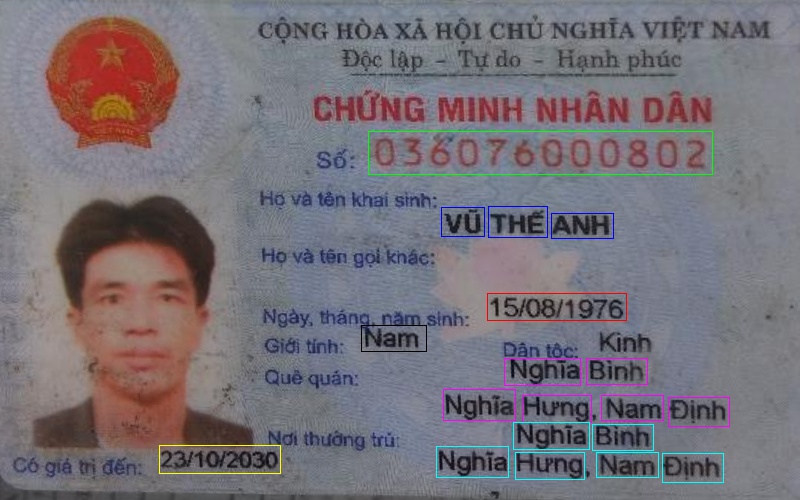 CỘNG HÒA XÃ HỘI CHỦ NGHĨA VIỆT NAM
Độc lập - Tự do - Hạnh phúc
CHỨNG MINH NHÂN DÂN
Số: 036076000802
Họ và tên khai sinh:
VŨ THẾ ANH
Họ và tên gọi khác:
Ngày, tháng, năm sinh: 15/08/1976
Giới tính: Nam Dân tộc: Kinh
Quê quán: Nghĩa Bình
Nghĩa Hưng, Nam Định
Nơi thường trú: Nghĩa Bình
Nghĩa Hưng, Nam Định
Có giá trị đến: 23/10/2030